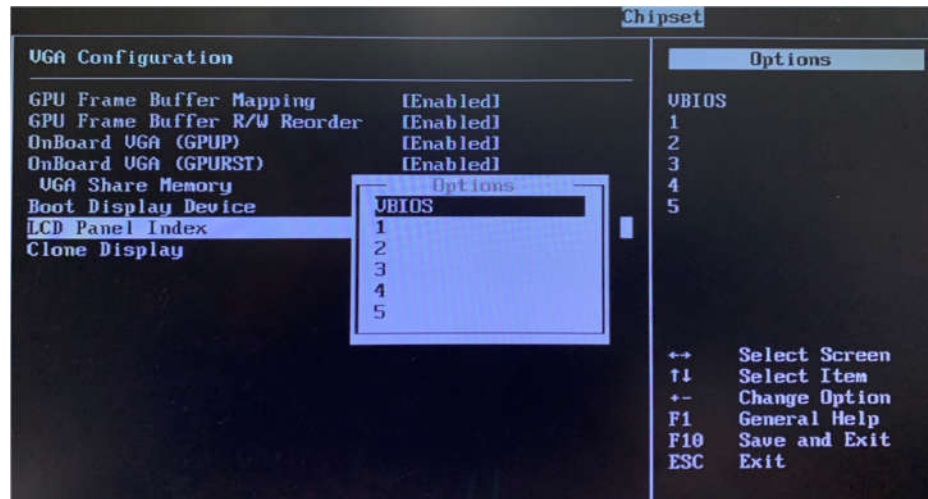 Chipset
VGA Configuration
GPU Frame Buffer Mapping [Enabled]
GPU Frame Buffer R/W Reorder [Enabled]
OnBoard VGA (GPUP) [Enabled]
OnBoard VGA (GPURST) [Enabled]
VGA Share Memory
Boot Display Device
LCD Panel Index
Clone Display
Options
VBIOS
1
2
3
4
5
Options
VBIOS
1
2
3
4
5
←→ Select Screen
↑↓ Select Item
+- Change Option
F1 General Help
F10 Save and Exit
ESC Exit